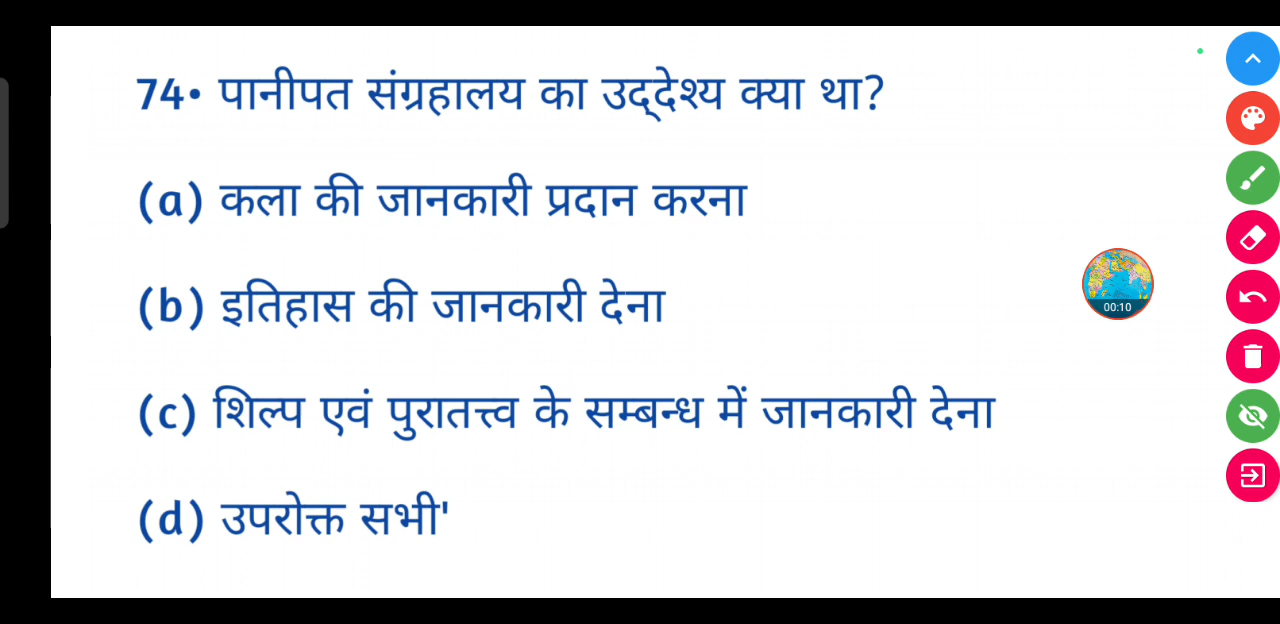 74• पानीपत संग्रहालय का उद्देश्य क्या था?
(a) कला की जानकारी प्रदान करना
(b) इतिहास की जानकारी देना
00:10
(c) शिल्प एवं पुरातत्त्व के सम्बन्ध में जानकारी देना
(d) उपरोक्त सभी'